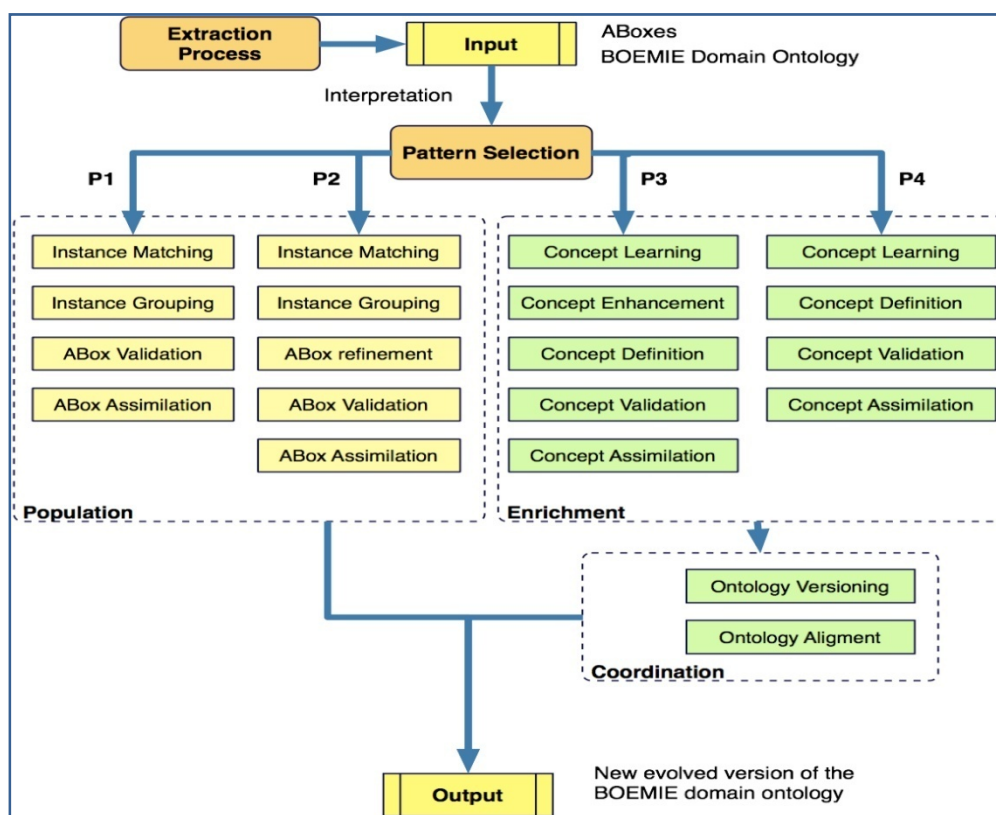 Extraction
Process
Input
ABoxes
BOEMIE Domain Ontology
Interpretation
Pattern Selection
P1
P2
P3
P4
Instance Matching
Instance Grouping
ABox Validation
ABox Assimilation
Instance Matching
Instance Grouping
ABox refinement
ABox Validation
ABox Assimilation
Population
Concept Learning
Concept Enhancement
Concept Definition
Concept Validation
Concept Assimilation
Concept Learning
Concept Definition
Concept Validation
Concept Assimilation
Enrichment
Ontology Versioning
Ontology Aligment
Coordination
Output
New evolved version of the
BOEMIE domain ontology